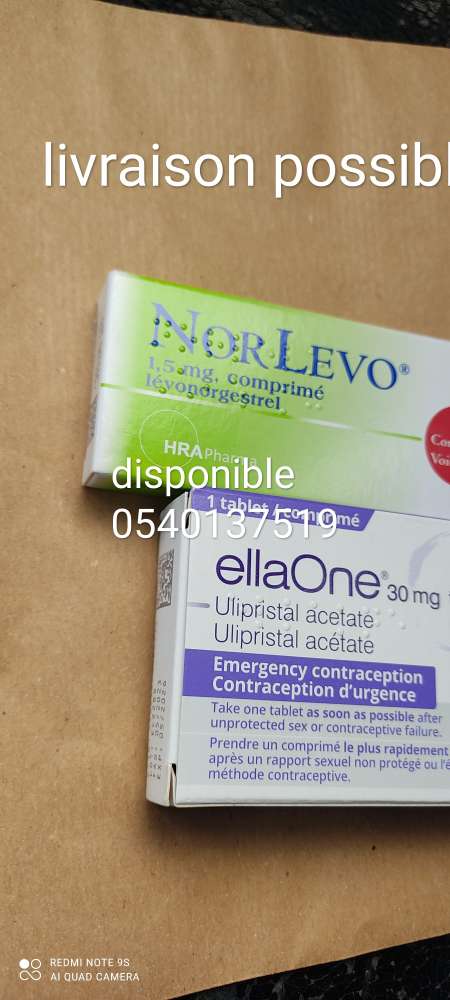 livraison possibl
NORLEVO®
1,5 mg, comprimé
lévonorgestrel
HRA Pharma
disponible
0540137519
1 tablet / comprimé
ellaOne® 30 mg
Ulipristal acetate
Ulipristal acétate
Emergency contraception
Contraception d'urgence
Take one tablet as soon as possible after
unprotected sex or contraceptive failure.
Prendre un comprimé le plus rapidement
après un rapport sexuel non protégé ou l'é
méthode contraceptive.
REDMI NOTE 9S
AI QUAD CAMERA